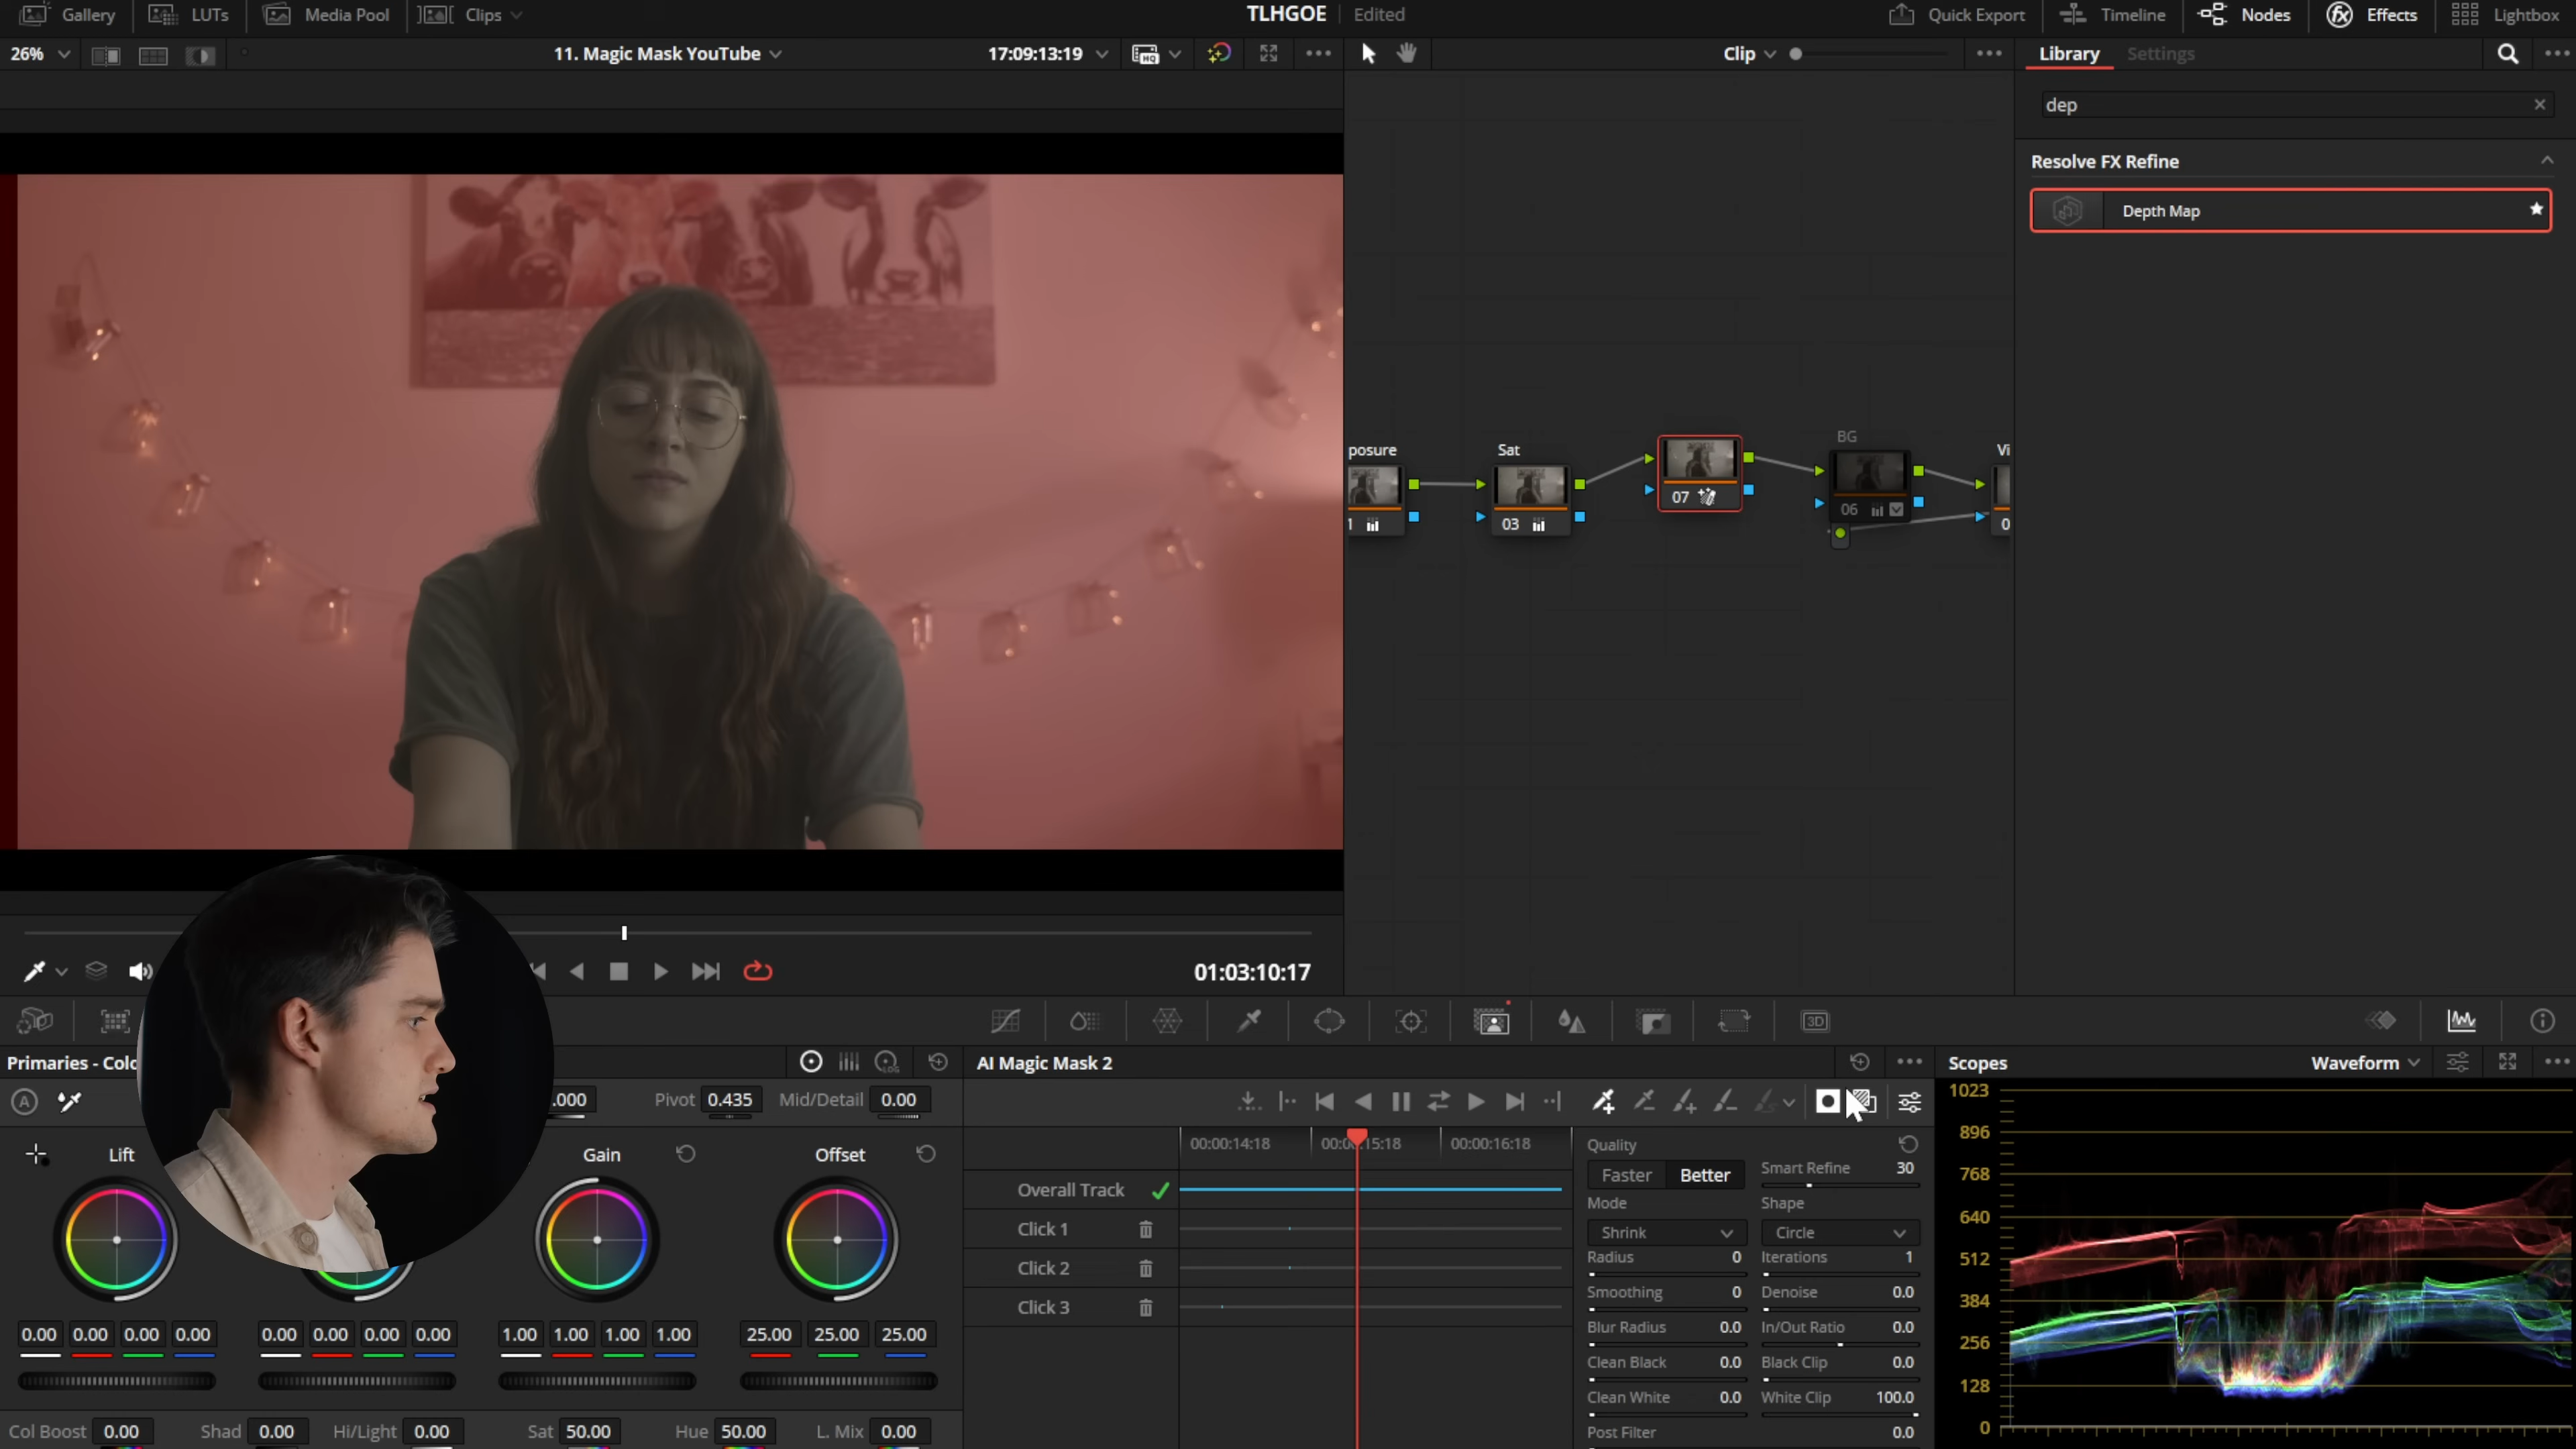 Gallery LUTs Media Pool Clips TLHGOE Edited Quick Export Timeline Nodes Effects Lightbox
26% 11. Magic Mask YouTube 17:09:13:19 HQ Clip Library Settings
dep
Resolve FX Refine
Depth Map
posure Sat BG Vi
1 03 07 06 0
01:03:10:17
3D
Primaries - Colo LOG AI Magic Mask 2 Scopes Waveform
A .000 Pivot 0.435 Mid/Detail 0.00
Lift Gain Offset
0.00 0.00 0.00 0.00 0.00 0.00 0.00 0.00 1.00 1.00 1.00 1.00 25.00 25.00 25.00
Col Boost 0.00 Shad 0.00 Hi/Light 0.00 Sat 50.00 Hue 50.00 L. Mix 0.00
00:00:14:18 00:00:15:18 00:00:16:18
Overall Track
Click 1
Click 2
Click 3
Quality
Faster Better Smart Refine 30
Mode Shape
Shrink Circle
Radius 0 Iterations 1
Smoothing 0 Denoise 0.0
Blur Radius 0.0 In/Out Ratio 0.0
Clean Black 0.0 Black Clip 0.0
Clean White 0.0 White Clip 100.0
Post Filter 0.0
1023
896
768
640
512
384
256
128
0